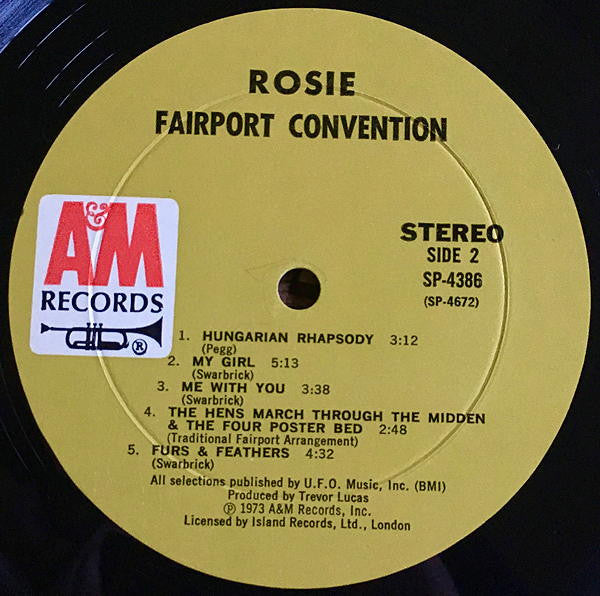 ROSIE
FAIRPORT CONVENTION
A&M
RECORDS
®
STEREO
SIDE 2
SP-4386
(SP-4672)
1. HUNGARIAN RHAPSODY 3:12
(Pegg)
2. MY GIRL 5:13
(Swarbrick)
3. ME WITH YOU 3:38
(Swarbrick)
4. THE HENS MARCH THROUGH THE MIDDEN
& THE FOUR POSTER BED 2:48
(Traditional Fairport Arrangement)
5. FURS & FEATHERS 4:32
(Swarbrick)
All selections published by U.F.O. Music, Inc. (BMI)
Produced by Trevor Lucas
℗ 1973 A&M Records, Inc.
Licensed by Island Records, Ltd., London